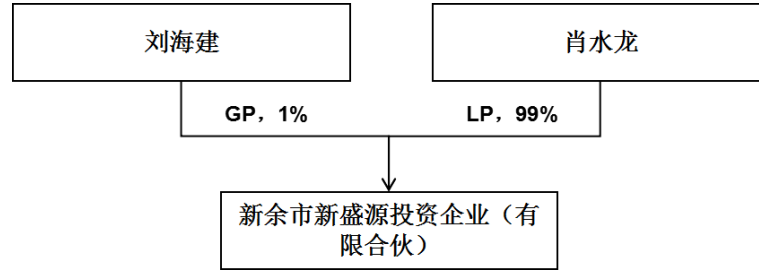 刘海建
肖水龙
GP，1%
LP，99%
新余市新盛源投资企业（有
限合伙）